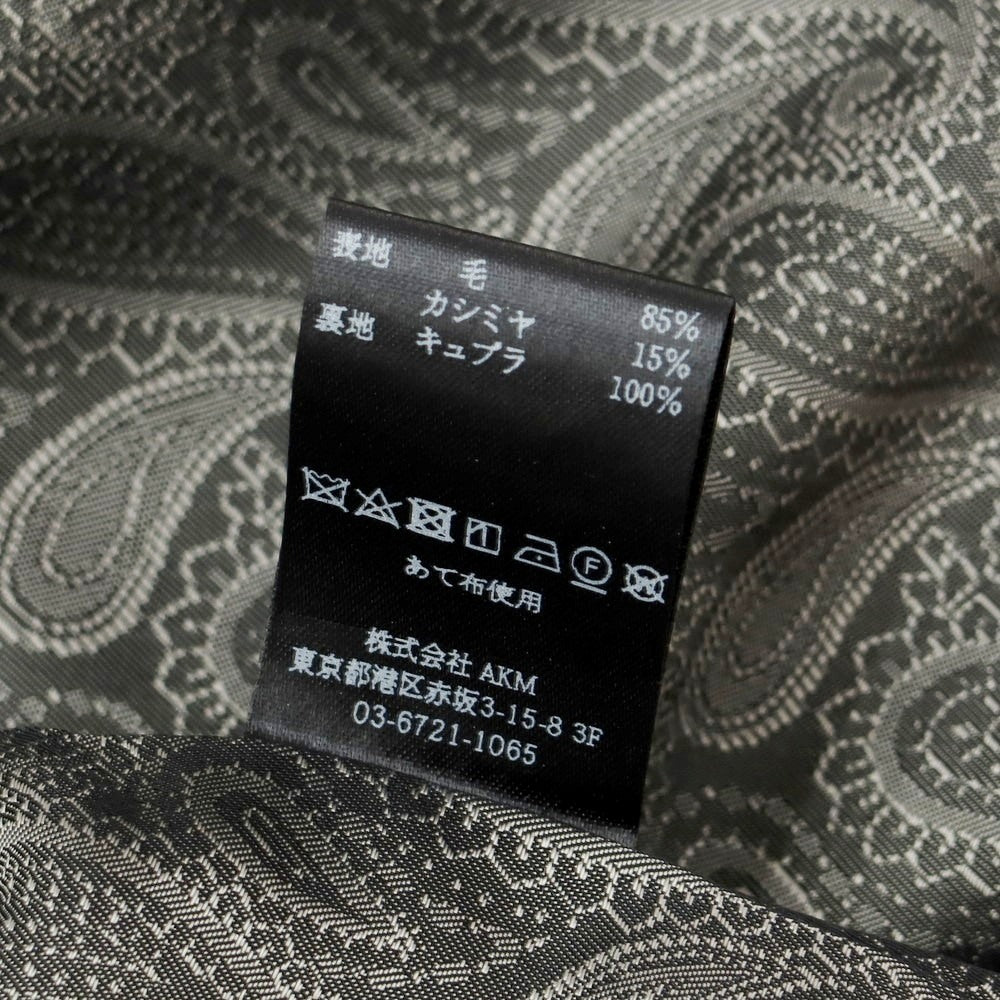 表地 毛 85%
カシミヤ 15%
裏地 キュプラ 100%
あて布使用
株式会社 AKM
東京都港区赤坂3-15-8 3F
03-6721-1065